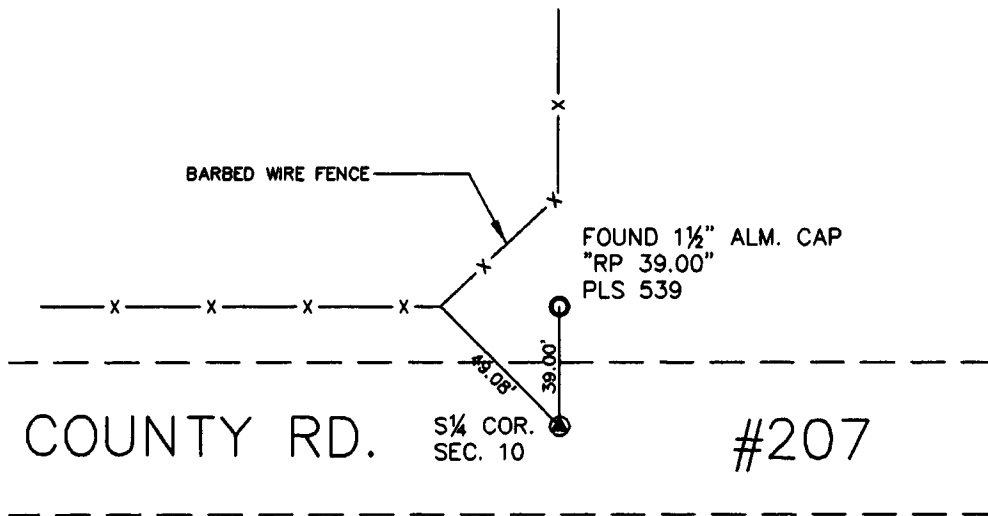 BARBED WIRE FENCE
FOUND 1½" ALM. CAP
"RP 39.00"
PLS 539
49.08'
39.00'
COUNTY RD.
S¼ COR.
SEC. 10
#207